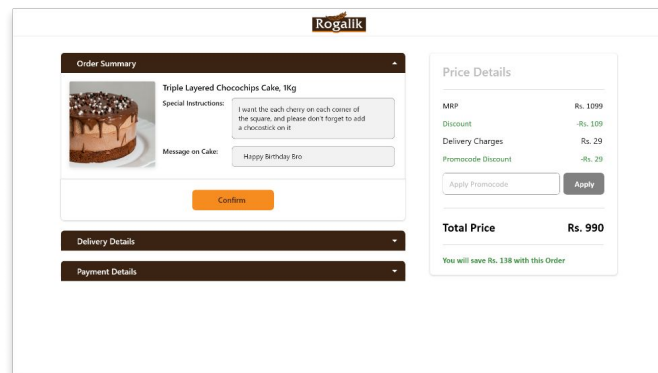 Rogalik
Order Summary
Triple Layered Chocochips Cake, 1Kg
Special Instructions:
I want the each cherry on each corner of
the square, and please don't forget to add
a chocostick on it
Message on Cake:
Happy Birthday Bro
Confirm
Delivery Details
Payment Details
Price Details
MRP Rs. 1099
Discount -Rs. 109
Delivery Charges Rs. 29
Promocode Discount -Rs. 29
Apply Promocode Apply
Total Price Rs. 990
You will save Rs. 138 with this Order